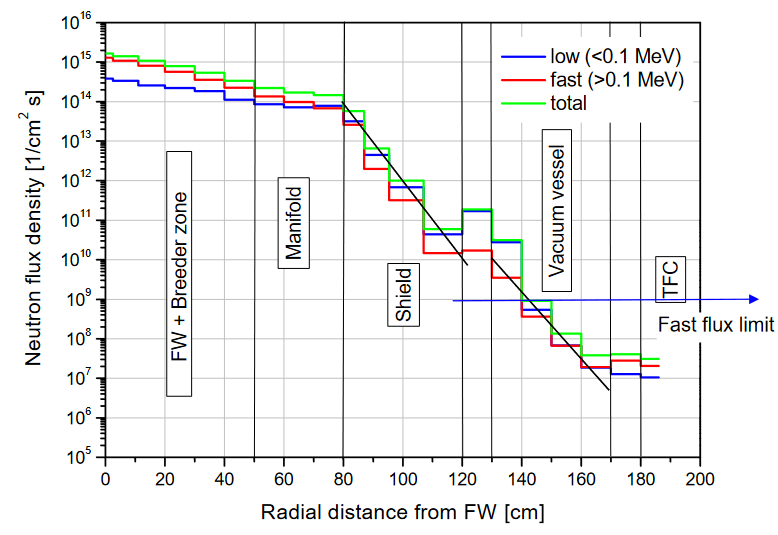 10^16
10^15
10^14
10^13
10^12
10^11
10^10
10^9
10^8
10^7
10^6
10^5
Neutron flux density [1/cm^2 s]
low (<0.1 MeV)
fast (>0.1 MeV)
total
FW + Breeder zone
Manifold
Shield
Vacuum vessel
TFC
Fast flux limit
0 20 40 60 80 100 120 140 160 180 200
Radial distance from FW [cm]